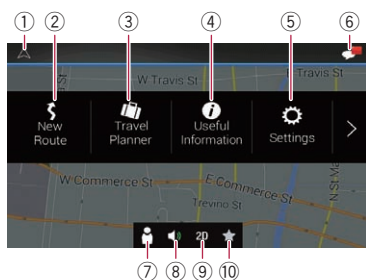 ① ② ③ ④ ⑤ ⑥
W Travis St
E Travis St
New
Route
Travel
Planner
Useful
Information
Settings
W Commerce St
E Commerce St
Trevino St
N St Ma
2D
⑦ ⑧ ⑨ ⑩